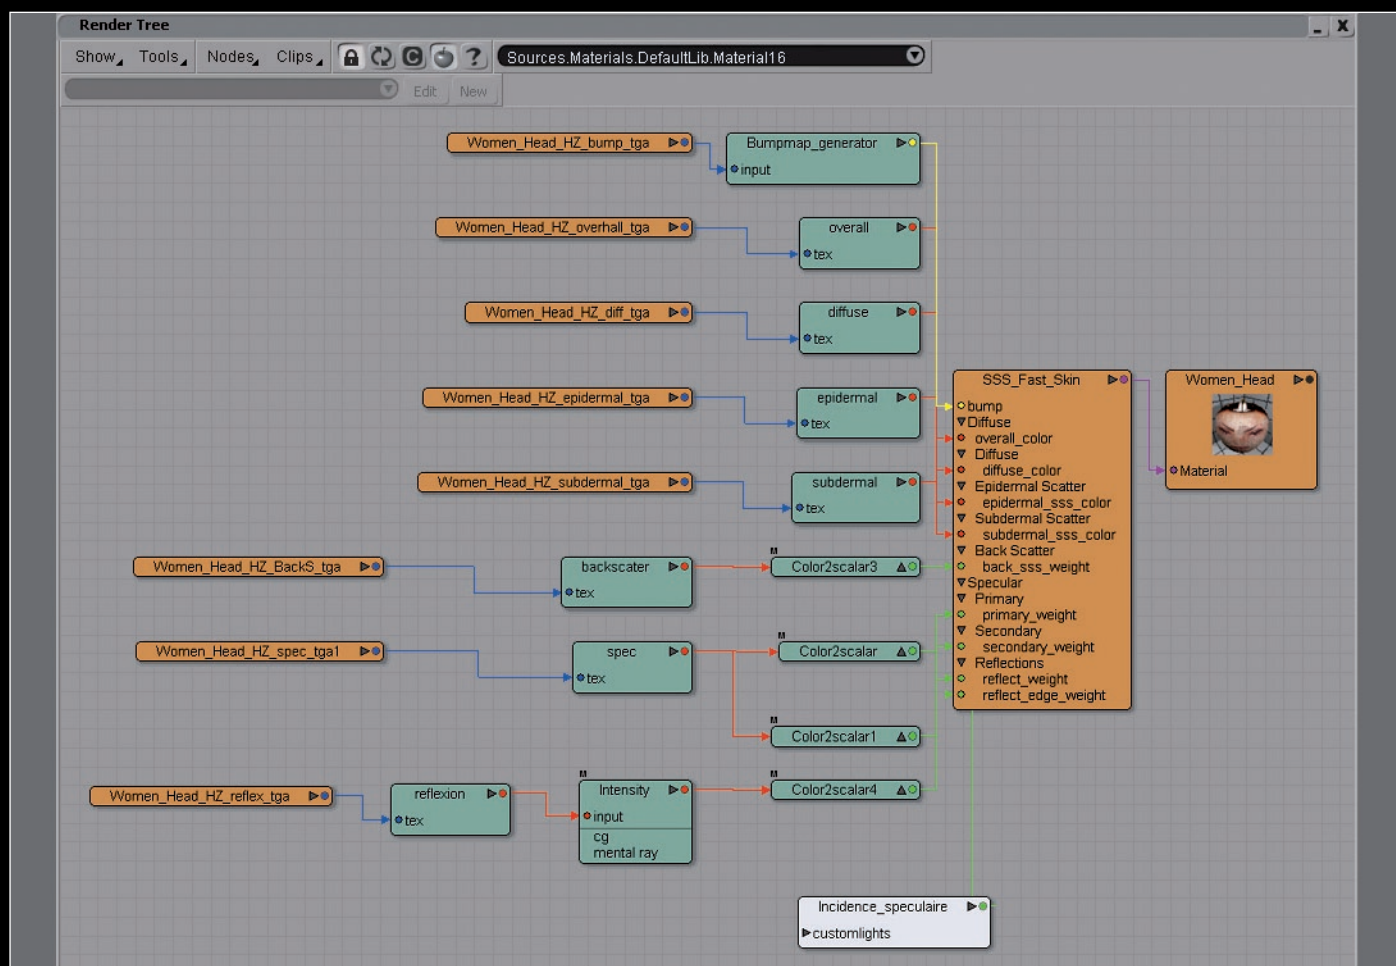 Render Tree
Show Tools Nodes Clips C ? Sources.Materials.DefaultLib.Material16
Edit New
Women_Head_HZ_bump_tga
Bumpmap_generator
input
Women_Head_HZ_overhall_tga
overall
tex
Women_Head_HZ_diff_tga
diffuse
tex
Women_Head_HZ_epidermal_tga
epidermal
tex
Women_Head_HZ_subdermal_tga
subdermal
tex
Women_Head_HZ_BackS_tga
backscater
tex
M
Color2scalar3
Women_Head_HZ_spec_tga1
spec
tex
M
Color2scalar
M
Color2scalar1
Women_Head_HZ_reflex_tga
reflexion
tex
M
Intensity
input
cg
mental ray
M
Color2scalar4
Incidence_speculaire
customlights
SSS_Fast_Skin
bump
Diffuse
overall_color
Diffuse
diffuse_color
Epidermal Scatter
epidermal_sss_color
Subdermal Scatter
subdermal_sss_color
Back Scatter
back_sss_weight
Specular
Primary
primary_weight
Secondary
secondary_weight
Reflections
reflect_weight
reflect_edge_weight
Women_Head
Material